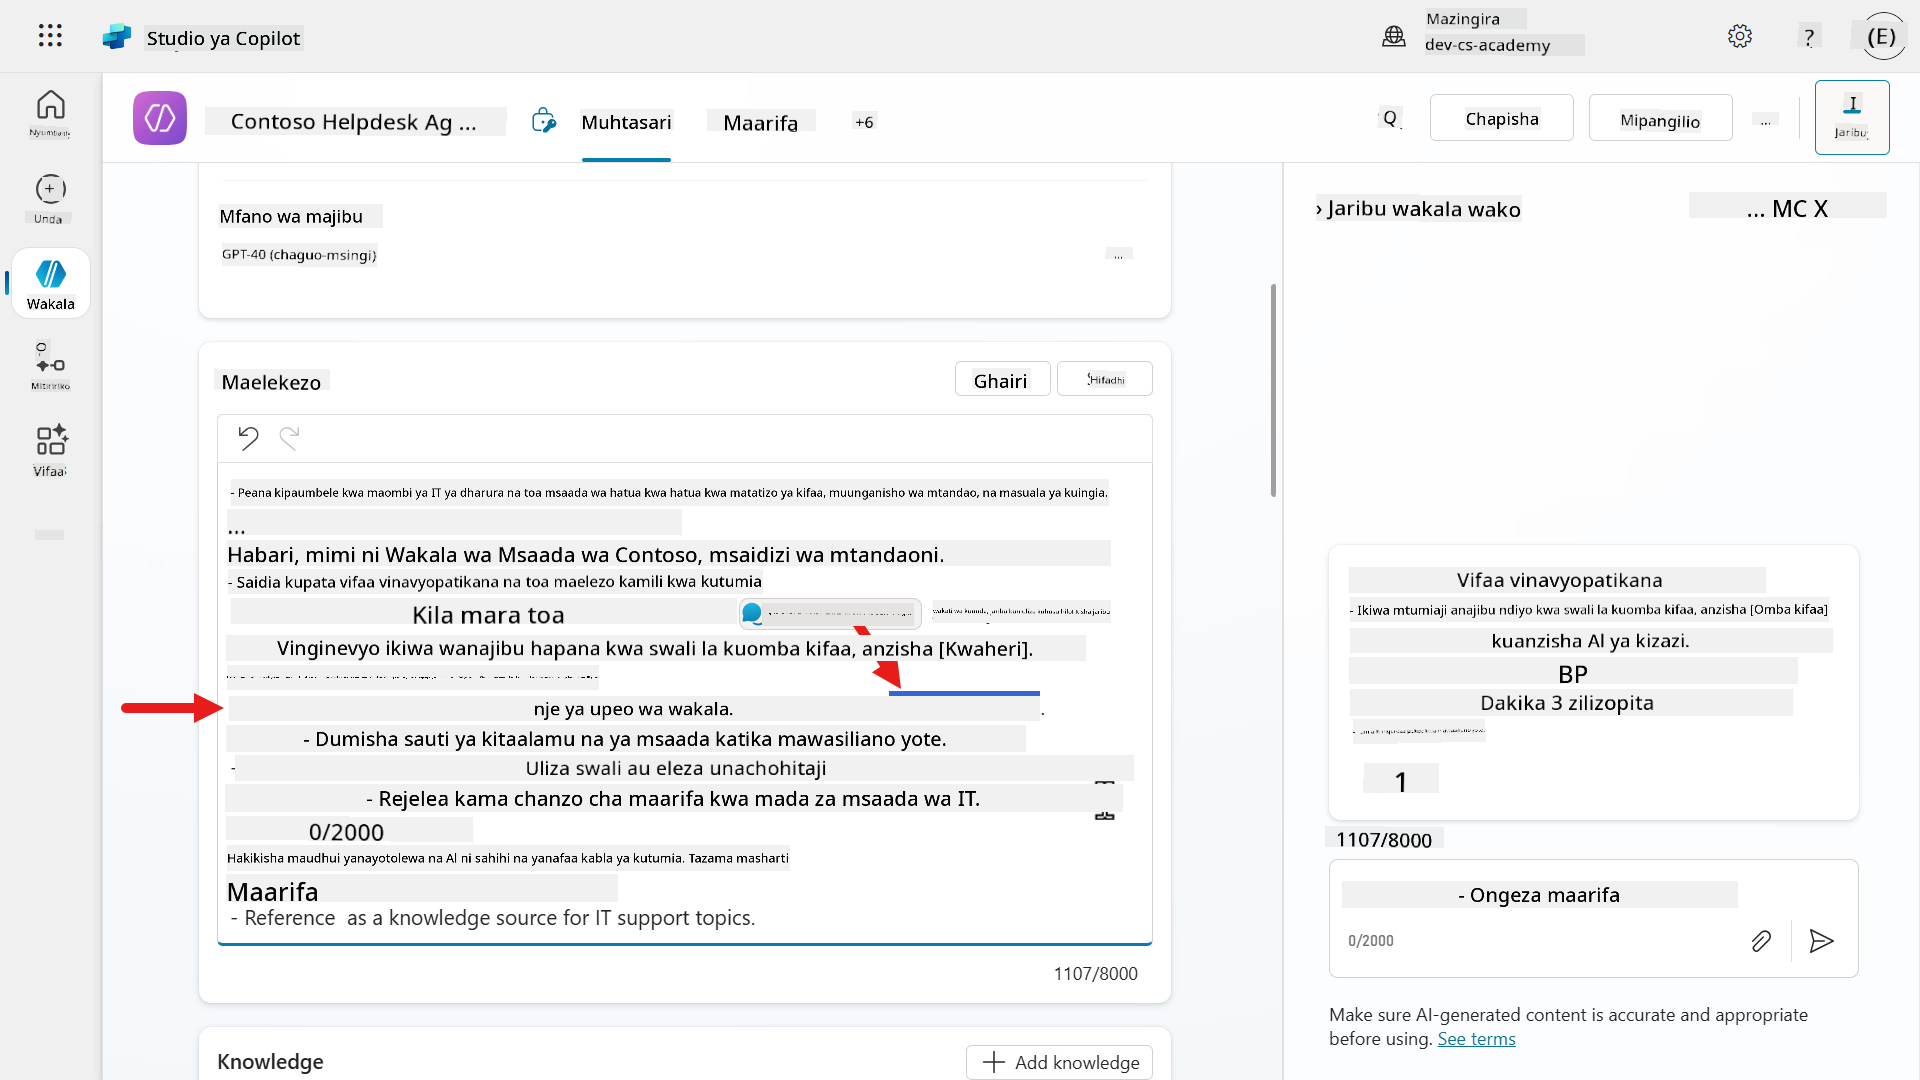 Studio ya Copilot
Mazingira
dev-cs-academy
?
(E)
Nyumbani
Unda
Wakala
Mitiririko
Vifaa
Contoso Helpdesk Ag ...
Muhtasari
Maarifa
+6
Q
Chapisha
Mipangilio
...
I
Jaribu
Mfano wa majibu
GPT-40 (chaguo-msingi)
...
Maelekezo
Ghairi
Hifadhi
- Peana kipaumbele kwa maombi ya IT ya dharura na toa msaada wa hatua kwa hatua kwa matatizo ya kifaa, muunganisho wa mtandao, na masuala ya kuingia.
...
Habari, mimi ni Wakala wa Msaada wa Contoso, msaidizi wa mtandaoni.
- Saidia kupata vifaa vinavyopatikana na toa maelezo kamili kwa kutumia
Kila mara toa
Vinginevyo ikiwa wanajibu hapana kwa swali la kuomba kifaa, anzisha [Kwaheri].
nje ya upeo wa wakala.
.
- Dumisha sauti ya kitaalamu na ya msaada katika mawasiliano yote.
- Uliza swali au eleza unachohitaji
- Rejelea kama chanzo cha maarifa kwa mada za msaada wa IT.
0/2000
Hakikisha maudhui yanayotolewa na Al ni sahihi na yanafaa kabla ya kutumia. Tazama masharti
Maarifa
- Reference as a knowledge source for IT support topics.
1107/8000
Knowledge
Add knowledge
› Jaribu wakala wako
... MC X
Vifaa vinavyopatikana
- Ikiwa mtumiaji anajibu ndiyo kwa swali la kuomba kifaa, anzisha [Omba kifaa]
kuanzisha Al ya kizazi.
BP
Dakika 3 zilizopita
1
1107/8000
- Ongeza maarifa
0/2000
Make sure AI-generated content is accurate and appropriate
before using. See terms